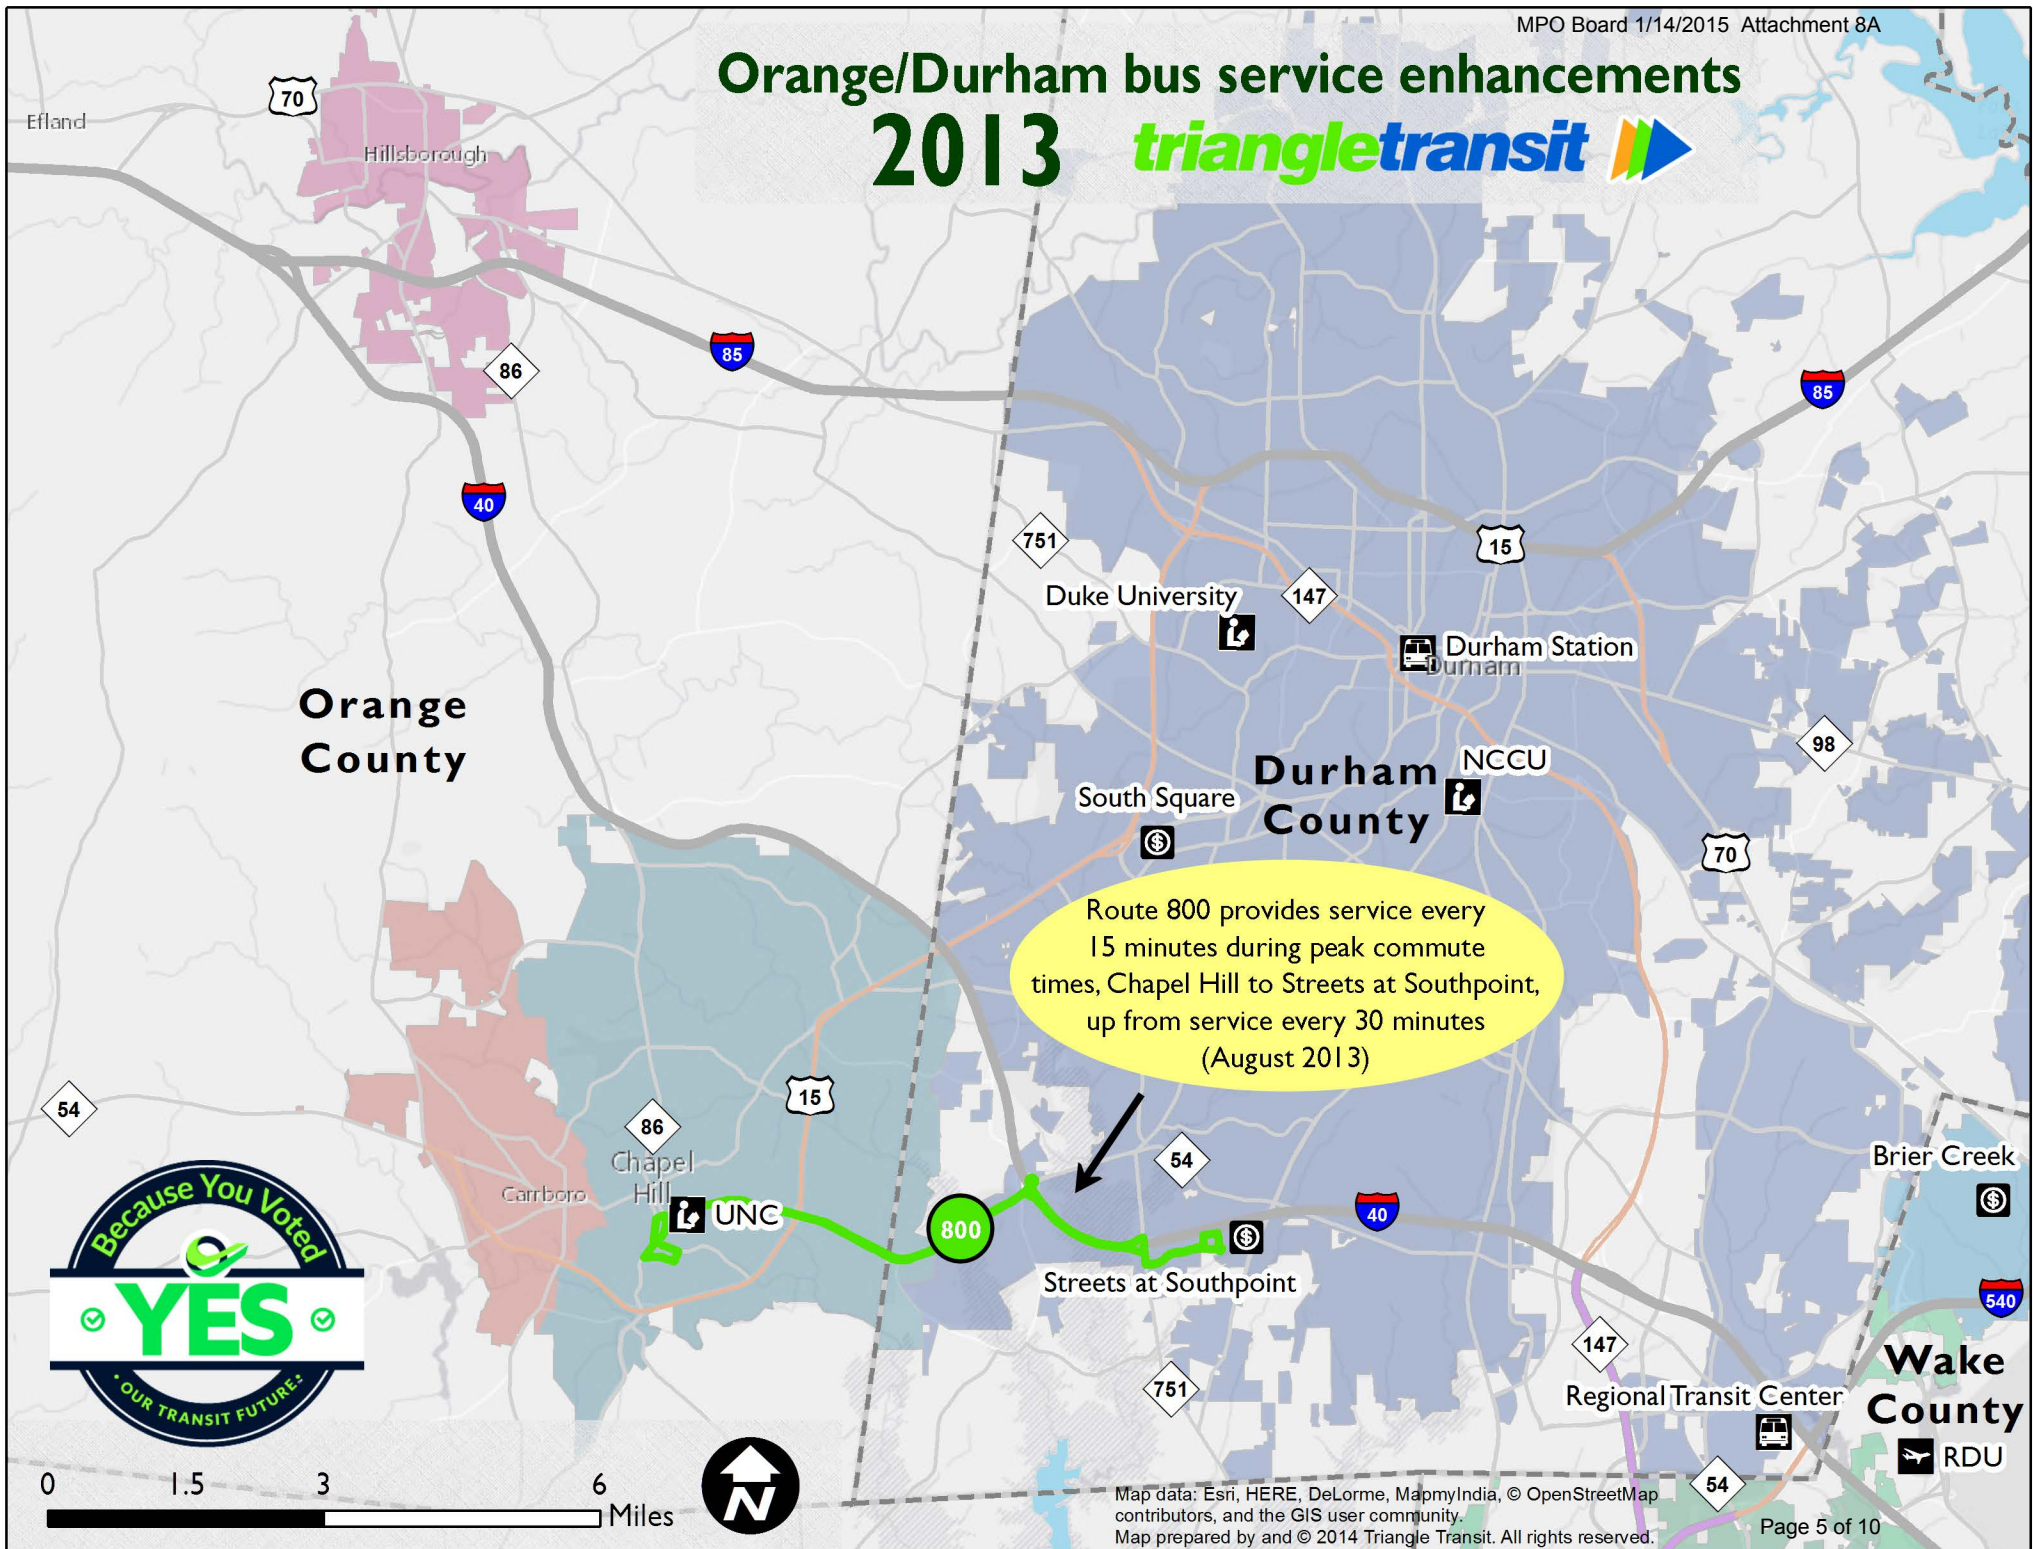 MPO Board 1/14/2015 Attachment 8A
Orange/Durham bus service enhancements
2013
triangletransit
70
Efland
Hillsborough
85
86
85
40
751
15
Duke University
147
Durham Station
Durham
Orange
County
98
NCCU
Durham
County
South Square
70
Route 800 provides service every
15 minutes during peak commute
times, Chapel Hill to Streets at Southpoint,
up from service every 30 minutes
(August 2013)
15
54
86
Chapel
Hill
54
Brier Creek
Carrboro
UNC
800
40
Streets at Southpoint
Because You Voted
YES
OUR TRANSIT FUTURE
540
147
Wake
County
751
Regional Transit Center
RDU
0 1.5 3 6
Miles
N
54
Map data: Esri, HERE, DeLorme, MapmyIndia, © OpenStreetMap
contributors, and the GIS user community.
Map prepared by and © 2014 Triangle Transit. All rights reserved.
Page 5 of 10